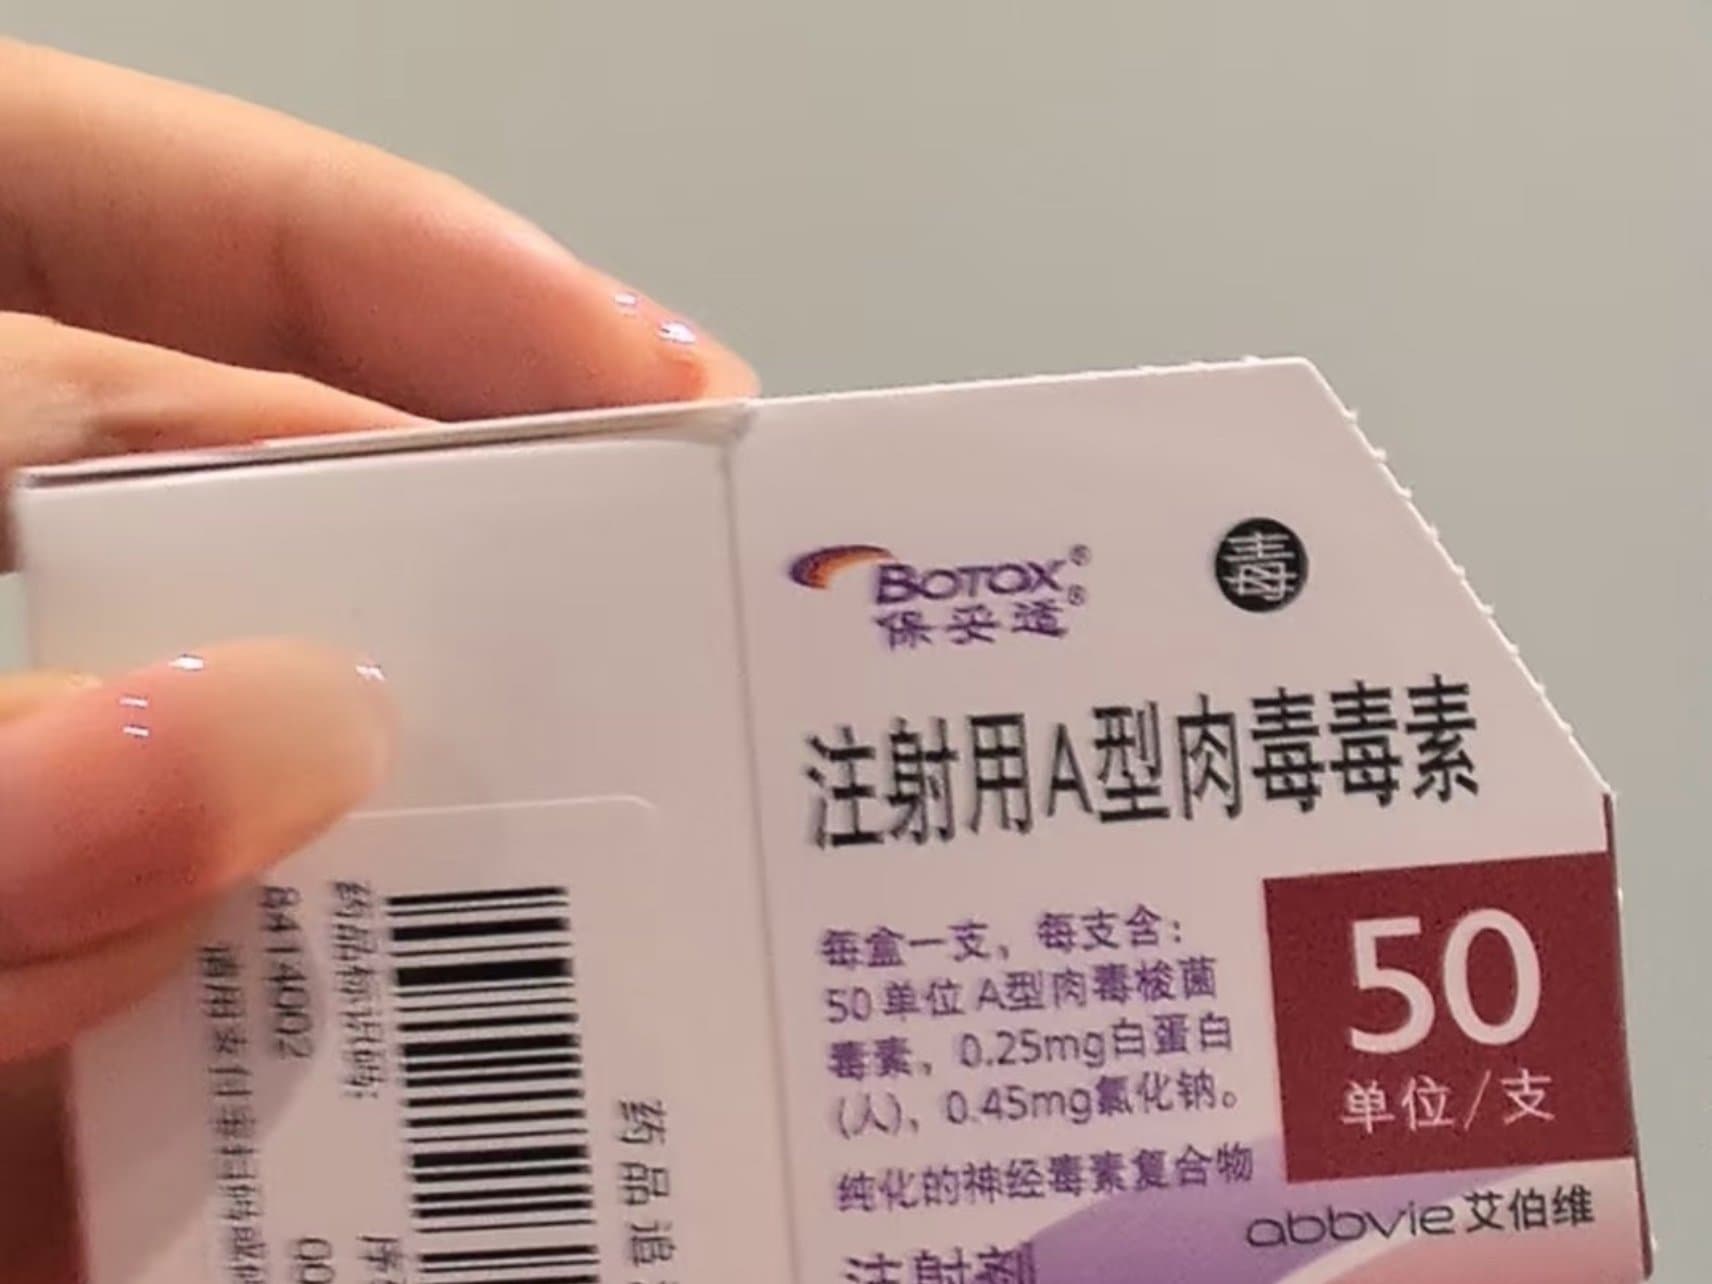 BOTOX®
保妥适®
毒
注射用A型肉毒毒素
每盒一支，每支含：
50单位A型肉毒梭菌
毒素，0.25mg白蛋白
(人)，0.45mg氯化钠。
纯化的神经毒素复合物
注射剂
50
单位/支
abbvie艾伯维
药品标识码:
8414002
药品追